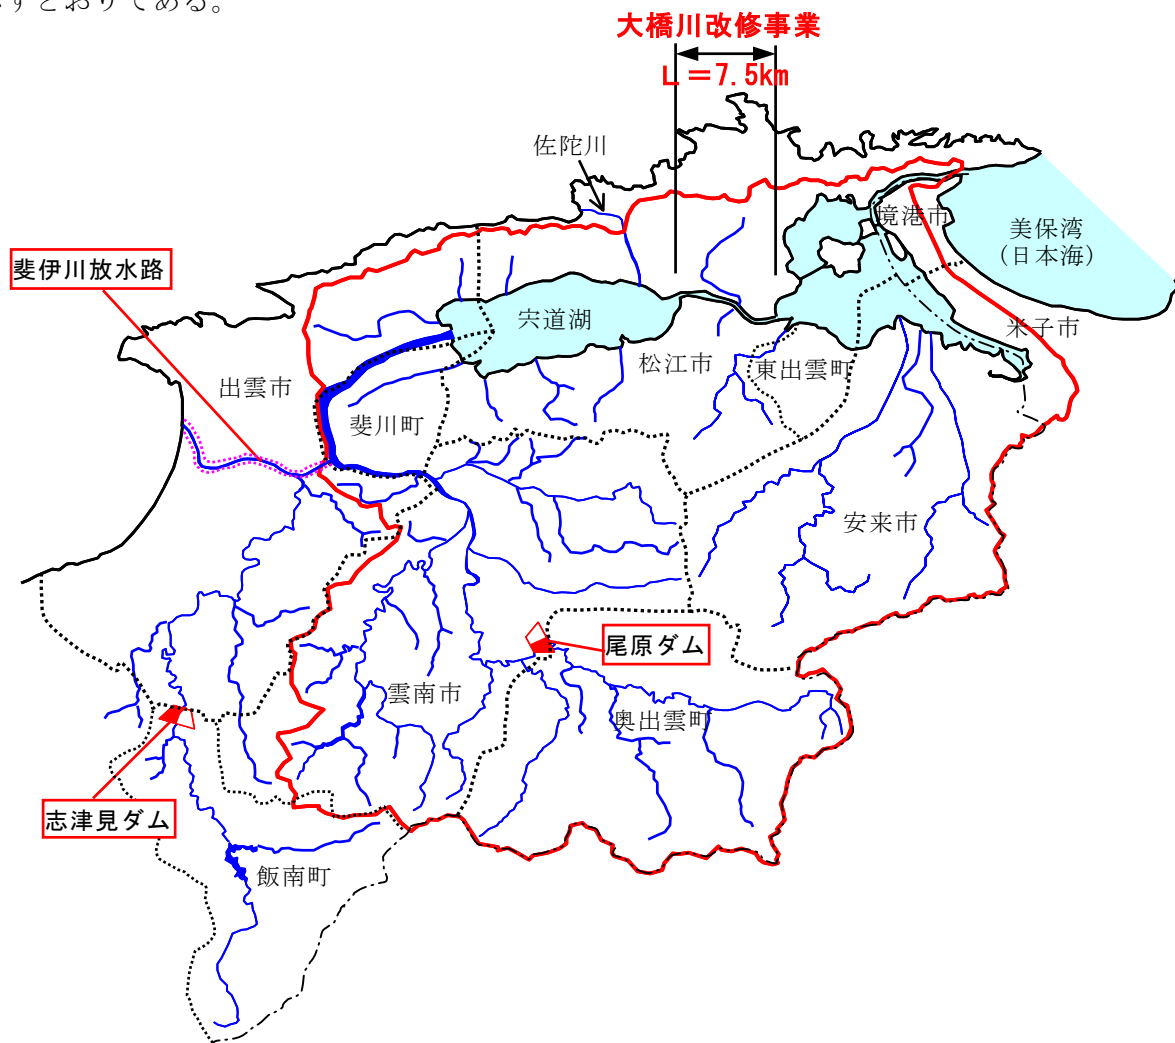 すとおりである。
大橋川改修事業
L=7.5km
佐陀川
境港市
美保湾
(日本海)
斐伊川放水路
宍道湖
米子市
松江市
東出雲町
出雲市
斐川町
安来市
尾原ダム
雲南市
奥出雲町
志津見ダム
飯南町